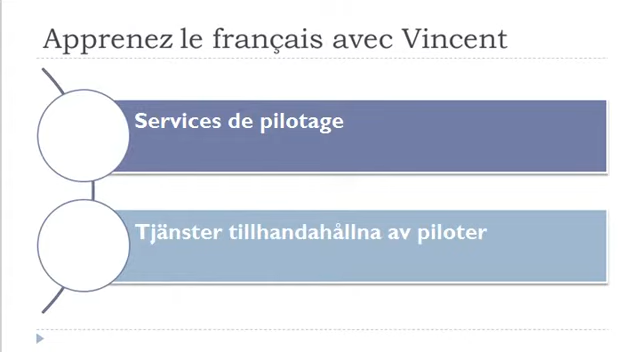 Apprenez le français avec Vincent
Services de pilotage
Tjänster tillhandahållna av piloter